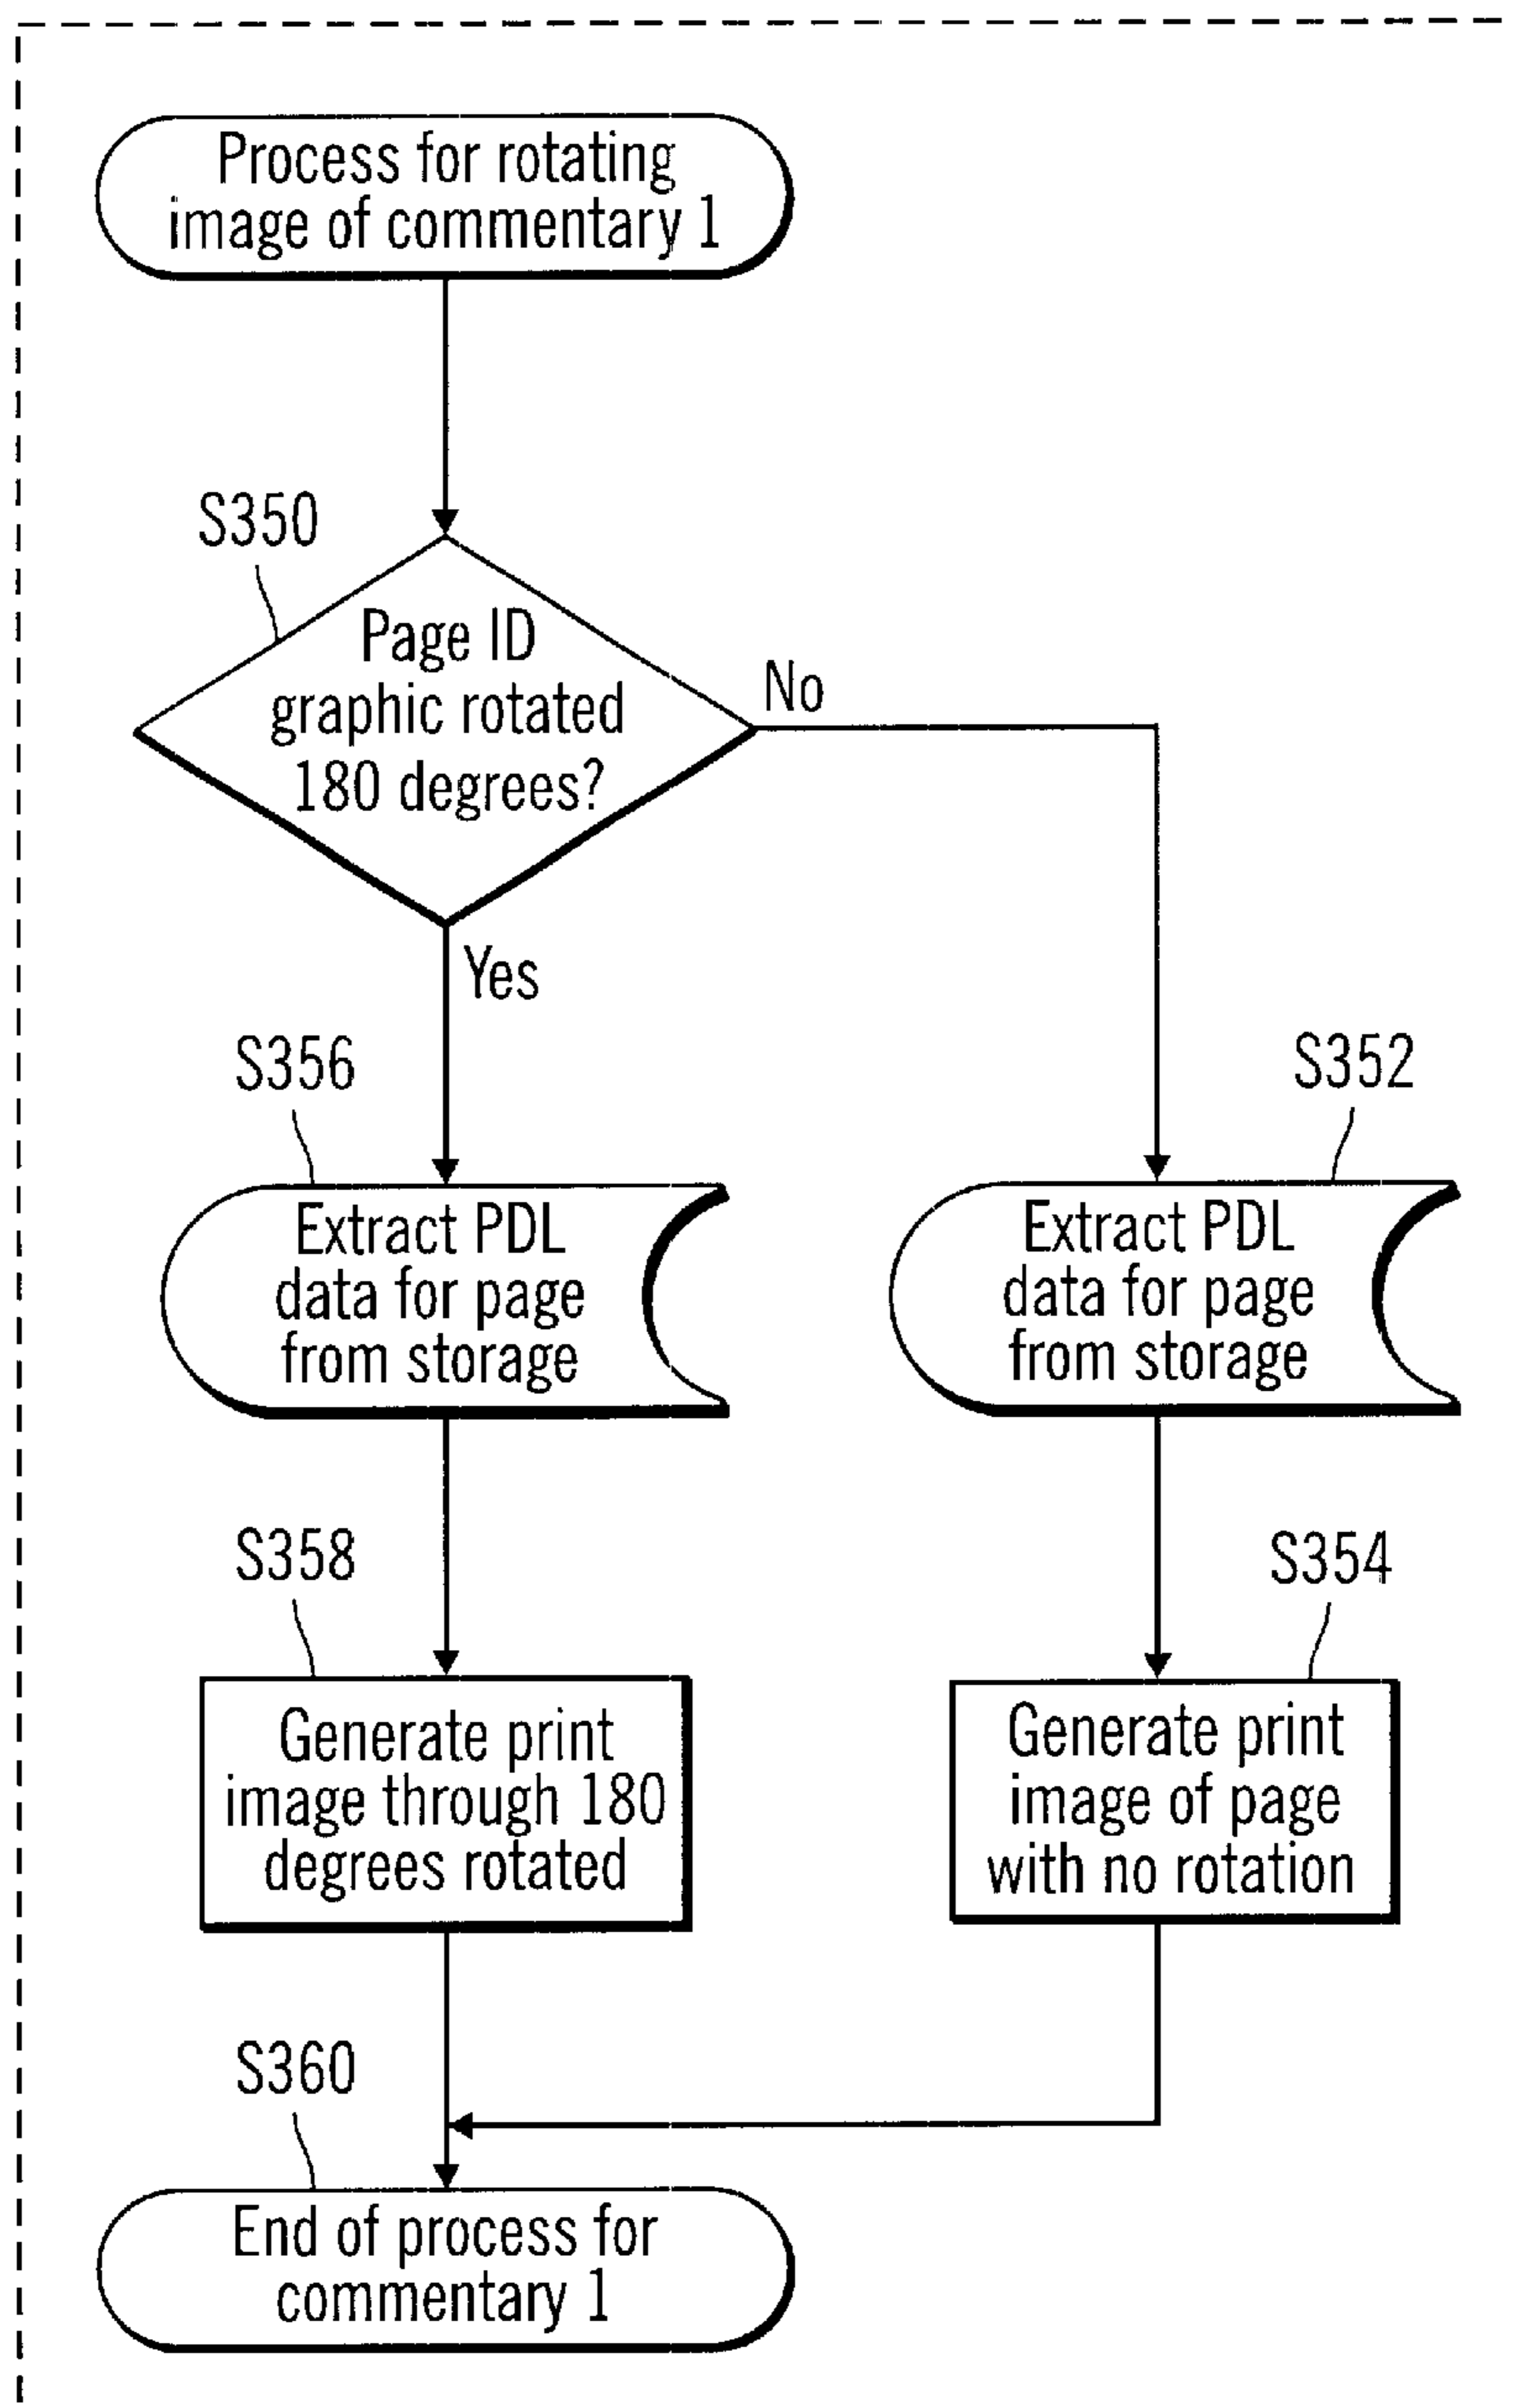 Process for rotating
image of commentary 1
S350
Page ID
graphic rotated
180 degrees?
No
Yes
S356
Extract PDL
data for page
from storage
S352
Extract PDL
data for page
from storage
S358
Generate print
image through 180
degrees rotated
S354
Generate print
image of page
with no rotation
S360
End of process for
commentary 1